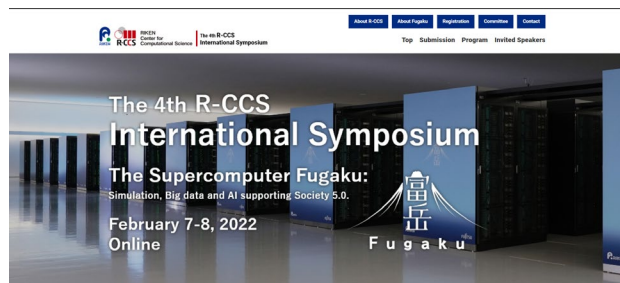 About R-CCS About Fugaku Registration Committee Contact
RIKEN
Center for
Computational Science
R-CCS
The 4th R-CCS
International Symposium
Top Submission Program Invited Speakers
The 4th R-CCS
International Symposium
The Supercomputer Fugaku:
Simulation, Big data and AI supporting Society 5.0.
February 7-8, 2022
Online
富岳
Fugaku